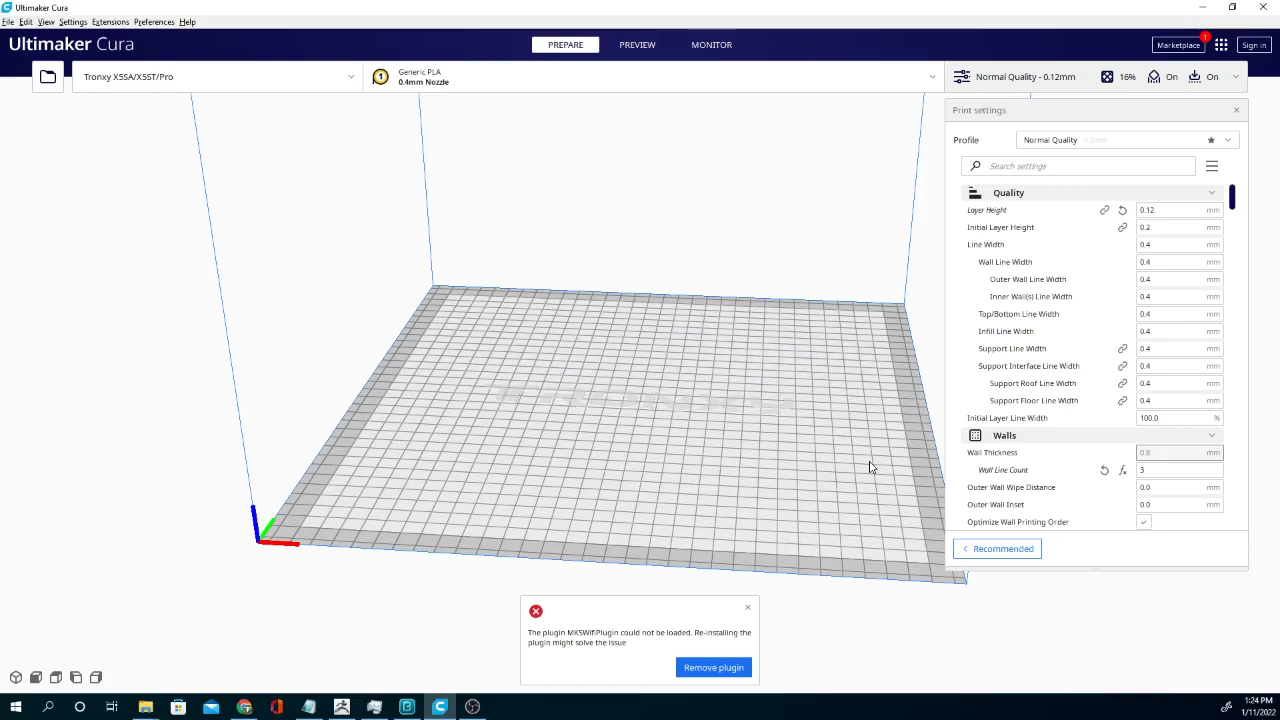 Ultimaker Cura
File Edit View Settings Extensions Preferences Help
Ultimaker Cura
PREPARE PREVIEW MONITOR
Marketplace 1 Sign in
Tronxy X5SA/X5ST/Pro
1 Generic PLA
0.4mm Nozzle
Normal Quality - 0.12mm 16% On On
Print settings
Profile Normal Quality 0.2mm
Search settings
Quality
Layer Height 0.12 mm
Initial Layer Height 0.2 mm
Line Width 0.4 mm
Wall Line Width 0.4 mm
Outer Wall Line Width 0.4 mm
Inner Wall(s) Line Width 0.4 mm
Top/Bottom Line Width 0.4 mm
Infill Line Width 0.4 mm
Support Line Width 0.4 mm
Support Interface Line Width 0.4 mm
Support Roof Line Width 0.4 mm
Support Floor Line Width 0.4 mm
Initial Layer Line Width 100.0 %
Walls
Wall Thickness 0.8 mm
Wall Line Count 3
Outer Wall Wipe Distance 0.0 mm
Outer Wall Inset 0.0 mm
Optimize Wall Printing Order
Recommended
The plugin MKSWifiPlugin could not be loaded. Re-installing the
plugin might solve the issue
Remove plugin
1:24 PM
1/11/2022